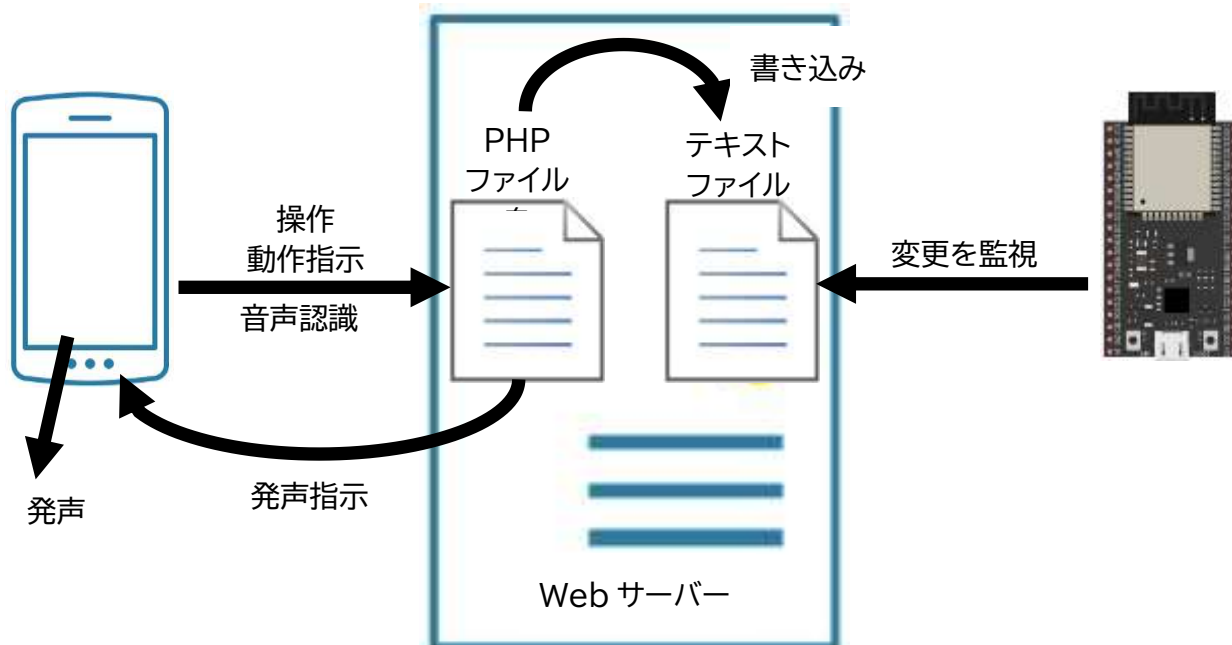 書き込み
PHP
ファイル
テキスト
ファイル
操作
動作指示
音声認識
変更を監視
発声指示
発声
Web サーバー